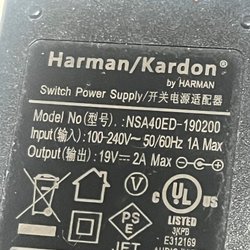 Harman/Kardon®
by HARMAN
Switch Power Supply/开关电源适配器
Model No(型号).:NSA40ED-190200
Input(输入):100-240V~ 50/60Hz 1A Max
Output(输出):19V⎓2A Max
PS
E
JET
c UL US
LISTED
3KPB
E312169